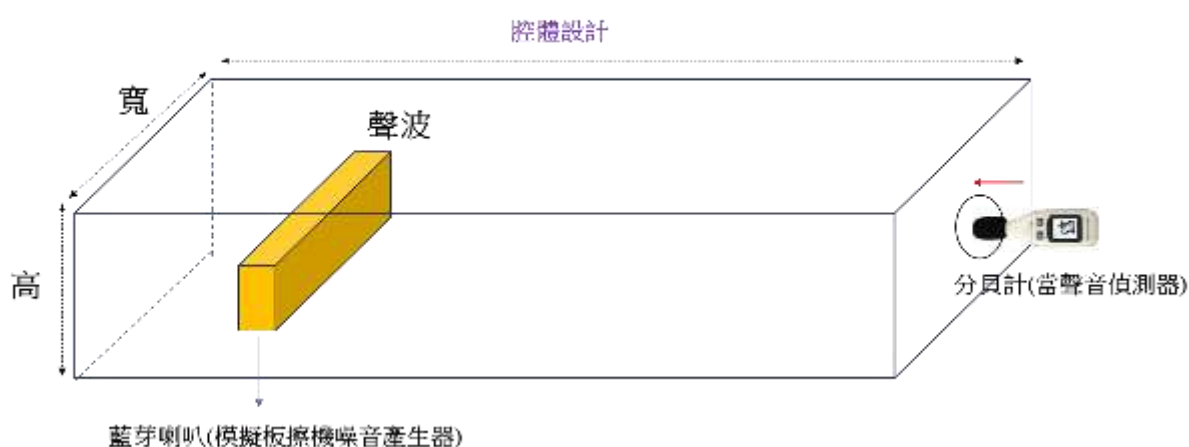 腔體設計
寬
聲波
高
分貝計(當聲音偵測器)
藍芽喇叭(模擬板擦機噪音產生器)